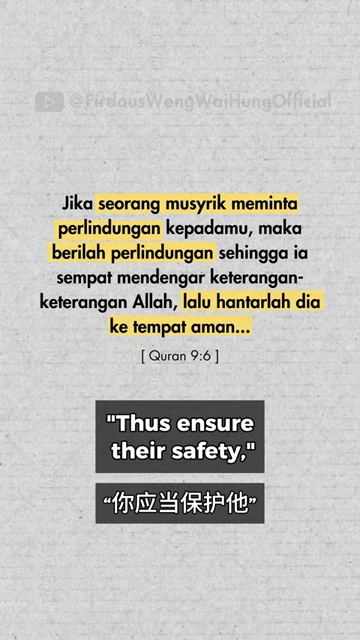 @FirdausWongWaiHungOfficial
Jika seorang musyrik meminta
perlindungan kepadamu, maka
berilah perlindungan sehingga ia
sempat mendengar keterangan-
keterangan Allah, lalu hantarlah dia
ke tempat aman...
[ Quran 9:6 ]
"Thus ensure
their safety,"
“你应当保护他”